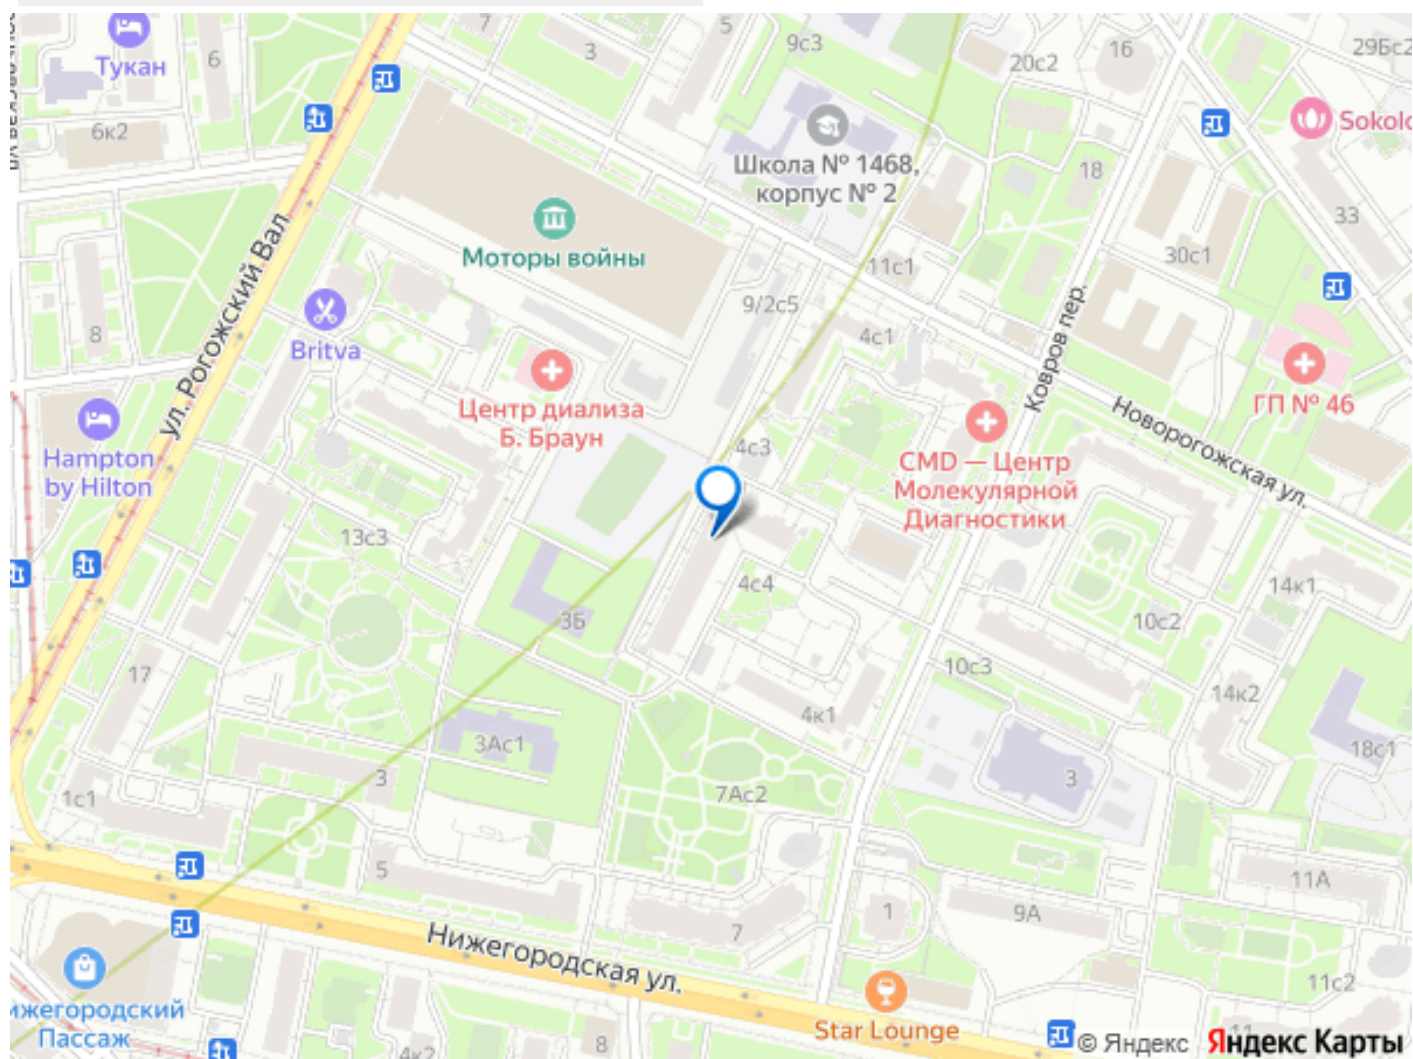 Тукан
6
7
3
5
9с3
20с2
16
29Бс2
6к2
Sokolo
Школа № 1468,
корпус № 2
18
33
Моторы войны
11с1
30с1
9/2с5
ул. Рогожский Вал
8
Britva
4с1
Ковров пер.
ГП № 46
Центр диализа
Б. Браун
Новорогожская ул.
Hampton
by Hilton
4с3
CMD — Центр
Молекулярной
Диагностики
13с3
4с4
14к1
3Б
10с2
17
10с3
14к2
4к1
3Ас1
18с1
3
3
7Ас2
1с1
5
11А
1
9А
7
Нижегородская ул.
ижегородский
Пассаж
11с2
Star Lounge
4к2
8
11
© Яндекс Яндекс Карты